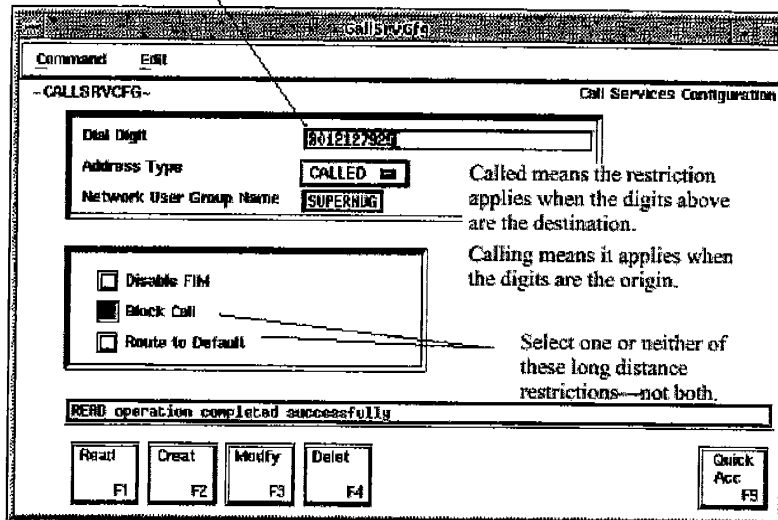 CallSrvCfg
Command Edit
~CALLSRVCFG~ Call Services Configuration
Dial Digit
Address Type CALLED
Network User Group Name SUPERNUG
Called means the restriction
applies when the digits above
are the destination.
Calling means it applies when
the digits are the origin.
Disable FIM
Block Call
Route to Default
Select one or neither of
these long distance
restrictions—not both.
READ operation completed successfully
Read F1
Creat F2
Modfy F3
Delet F4
Quick Acc F9